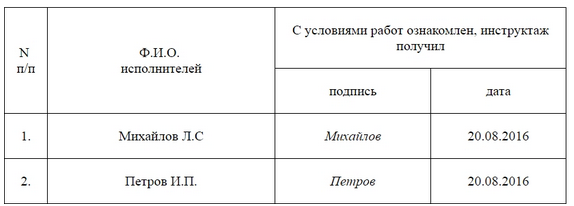 N
п/п
Ф.И.О.
исполнителей
С условиями работ ознакомлен, инструктаж
получил
подпись
дата
1.
Михайлов Л.С
Михайлов
20.08.2016
2.
Петров И.П.
Петров
20.08.2016